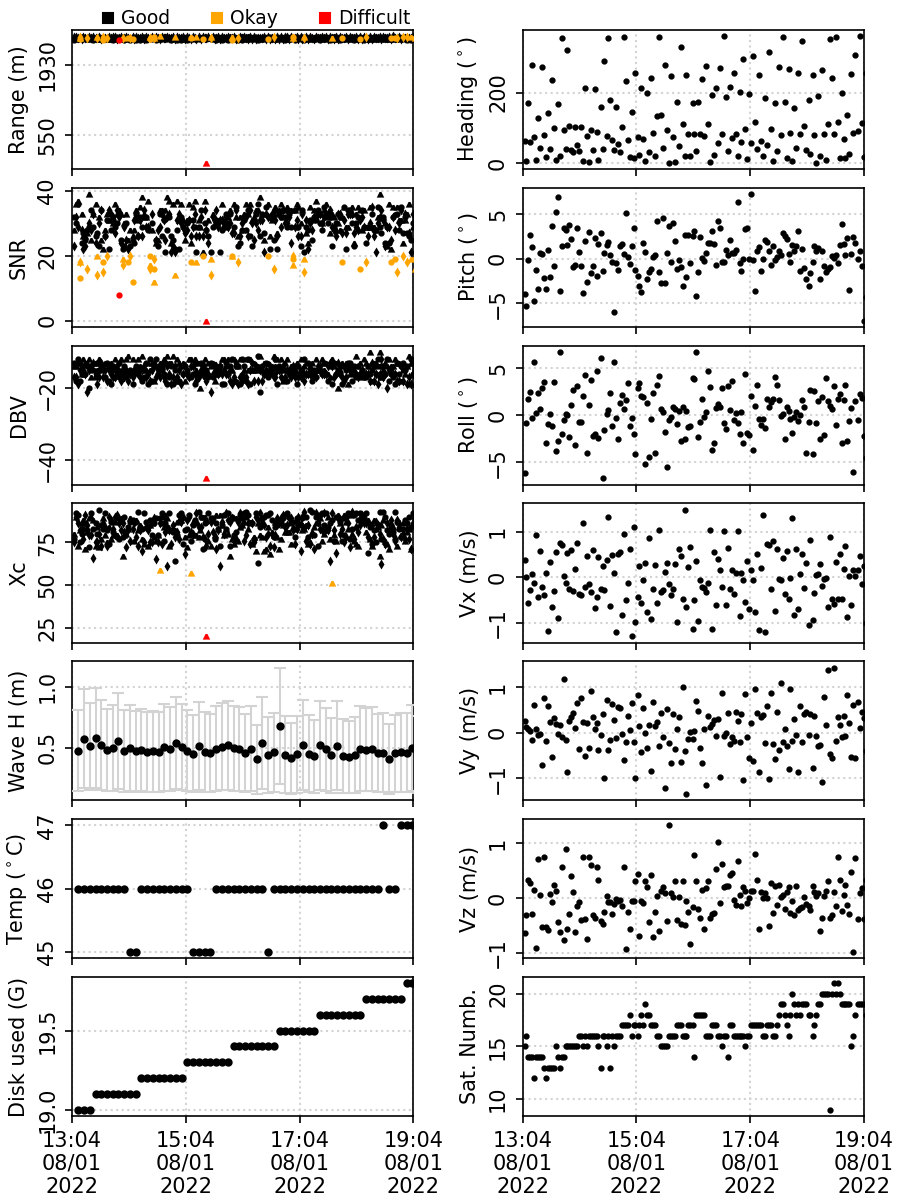 Good Okay Difficult
Range (m)
1930
550
Heading (°)
200
0
SNR
40
20
0
Pitch (°)
5
0
−5
DBV
−20
−40
Roll (°)
5
0
−5
Xc
75
50
25
Vx (m/s)
1
0
−1
Wave H (m)
1.0
0.5
Vy (m/s)
1
0
−1
Temp (°C)
47
46
45
Vz (m/s)
1
0
−1
Disk used (G)
19.5
19.0
Sat. Numb.
20
15
10
13:04 15:04 17:04 19:04
08/01 08/01 08/01 08/01
2022 2022 2022 2022
13:04 15:04 17:04 19:04
08/01 08/01 08/01 08/01
2022 2022 2022 2022